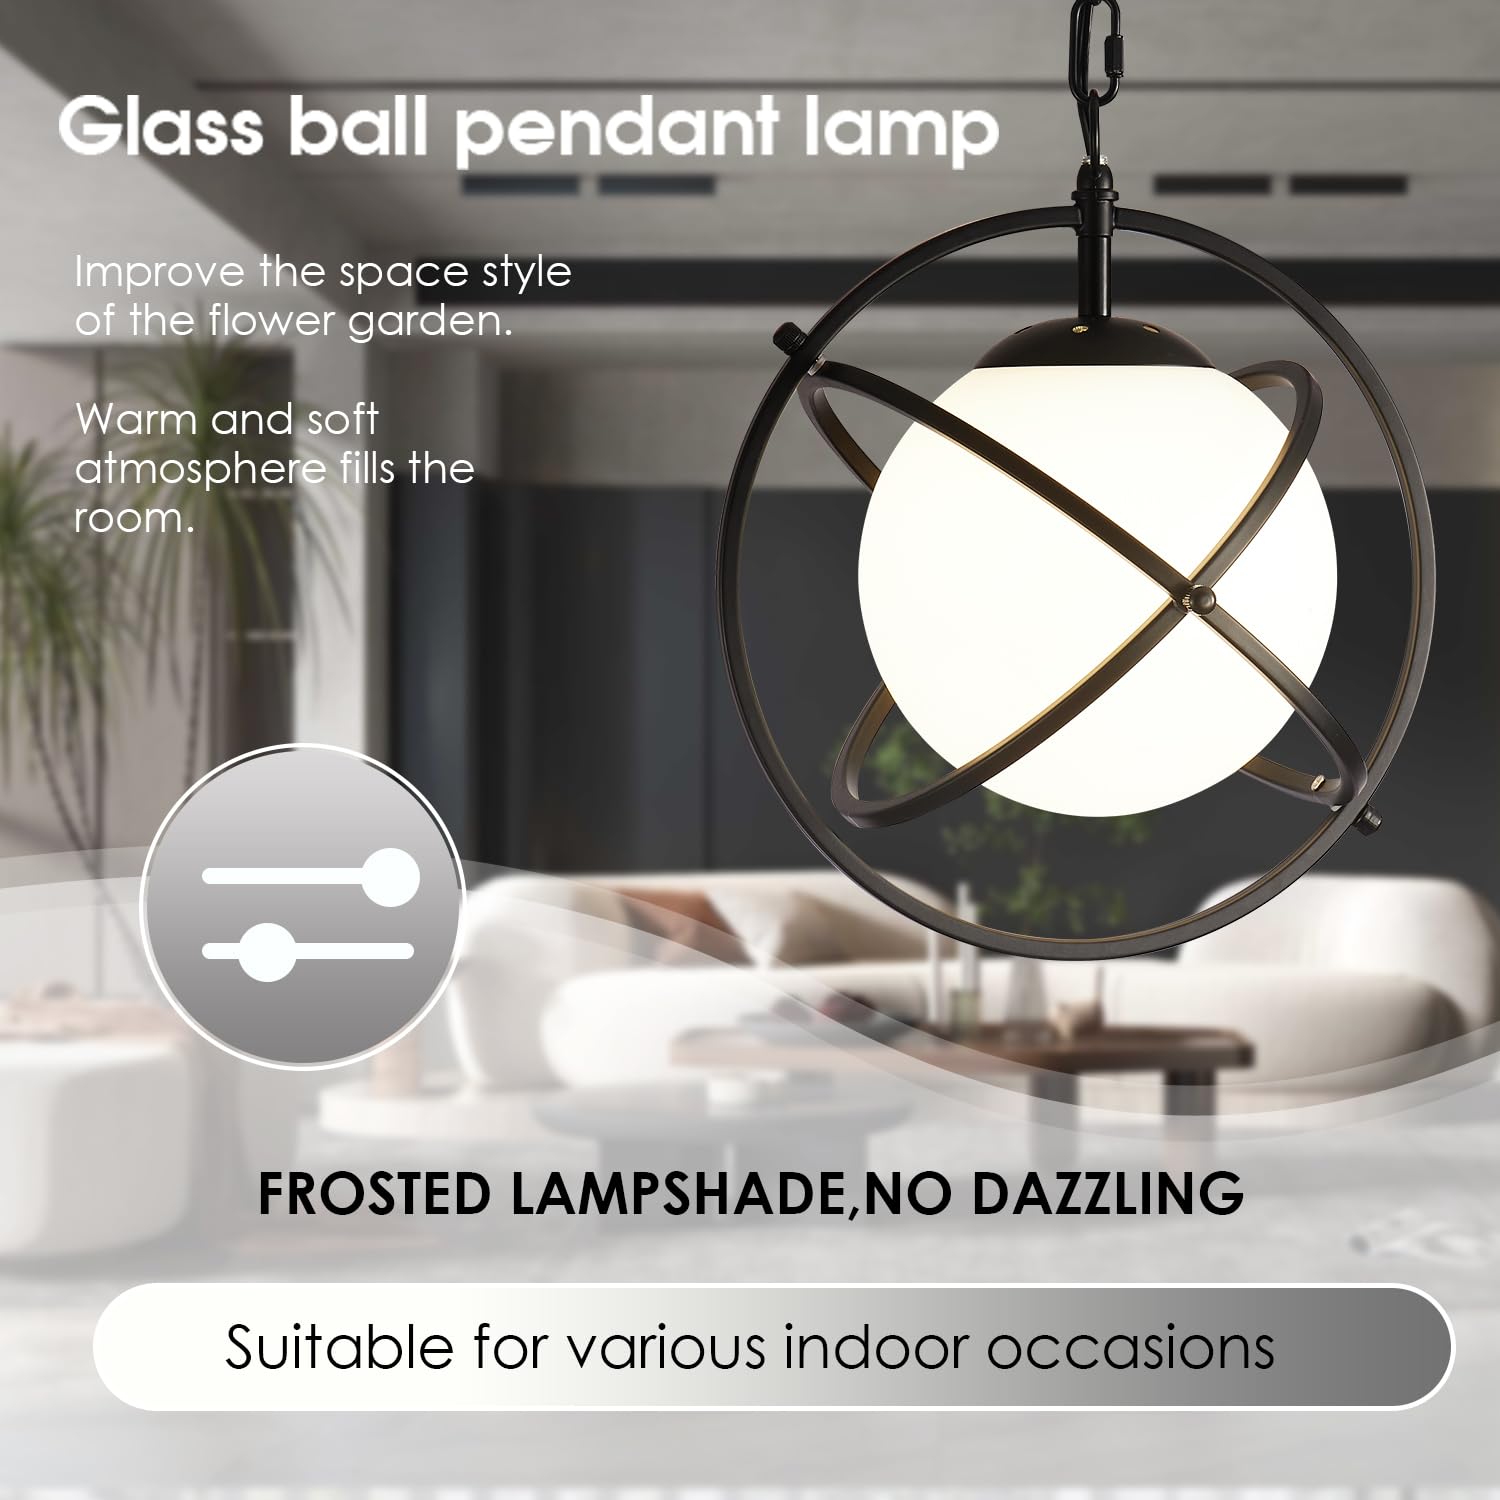 Glass ball pendant lamp
Improve the space style
of the flower garden.
Warm and soft
atmosphere fills the
room.
FROSTED LAMPSHADE,NO DAZZLING
Suitable for various indoor occasions